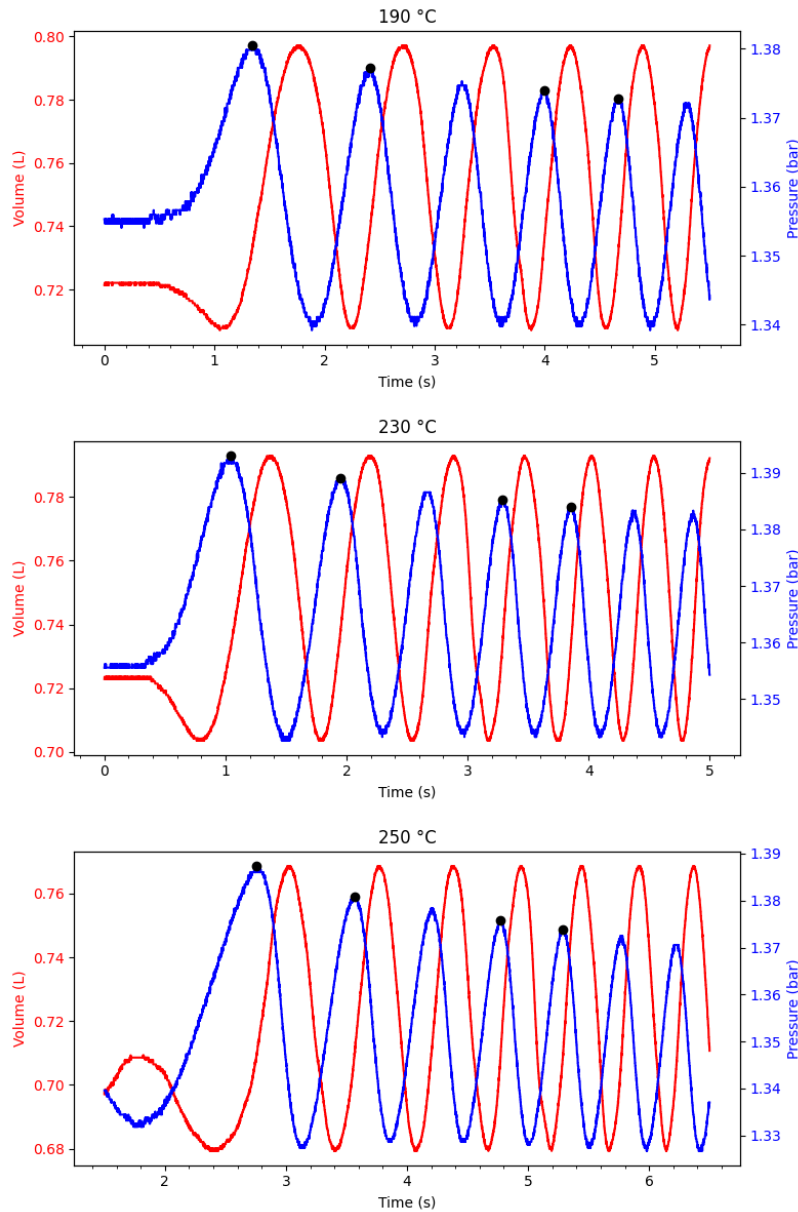 190 °C
0.80
0.78
0.76
0.74
0.72
Volume (L)
1.38
1.37
1.36
1.35
1.34
Pressure (bar)
0 1 2 3 4 5
Time (s)
230 °C
0.78
0.76
0.74
0.72
0.70
Volume (L)
1.39
1.38
1.37
1.36
1.35
Pressure (bar)
0 1 2 3 4 5
Time (s)
250 °C
0.76
0.74
0.72
0.70
0.68
Volume (L)
1.39
1.38
1.37
1.36
1.35
1.34
1.33
Pressure (bar)
2 3 4 5 6
Time (s)